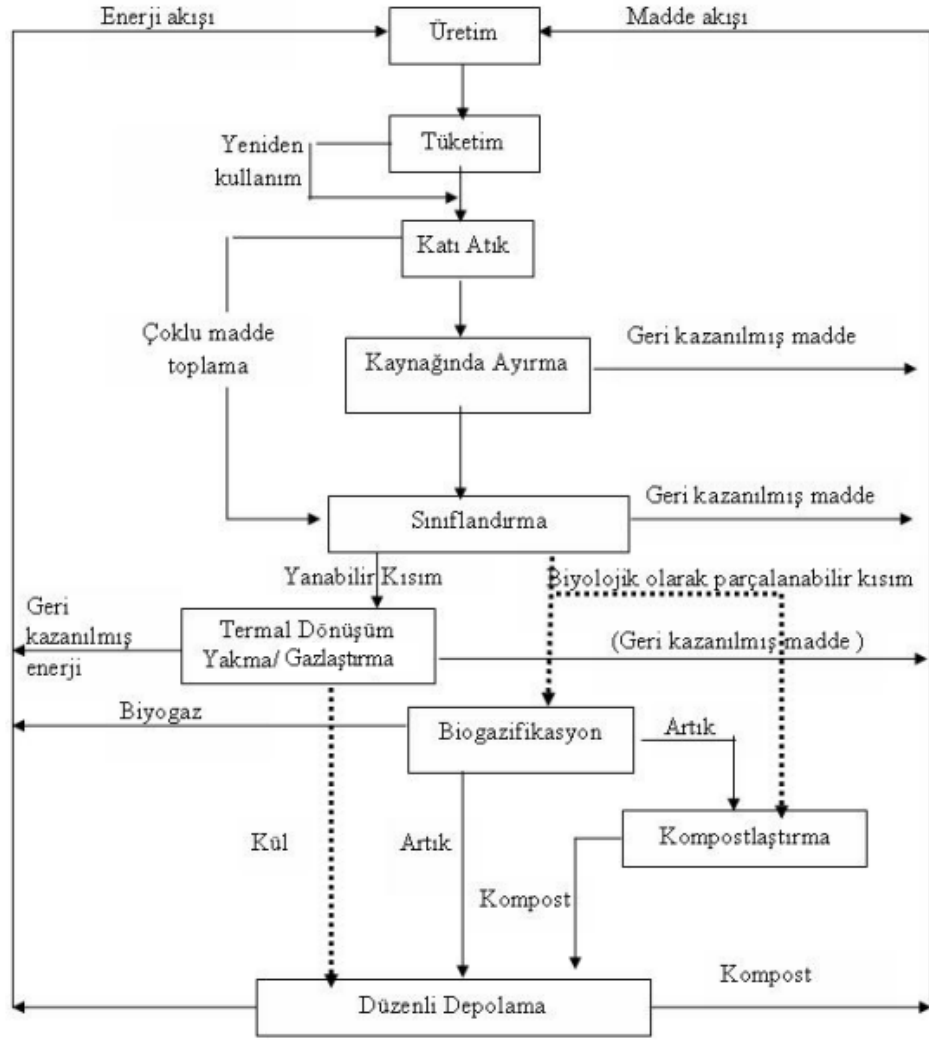 Enerji akışı
Üretim
Madde akışı
Tüketim
Yeniden
kullanım
Katı Atık
Çoklu madde
toplama
Kaynağında Ayırma
Geri kazanılmış madde
Sınıflandırma
Geri kazanılmış madde
Yanabilir Kısım
Biyolojik olarak parçalanabilir kısım
Geri
kazanılmış
enerji
Termal Dönüşüm
Yakma/ Gazlaştırma
(Geri kazanılmış madde )
Biyogaz
Biogazifikasyon
Artık
Kül
Artık
Kompostlaştırma
Kompost
Düzenli Depolama
Kompost